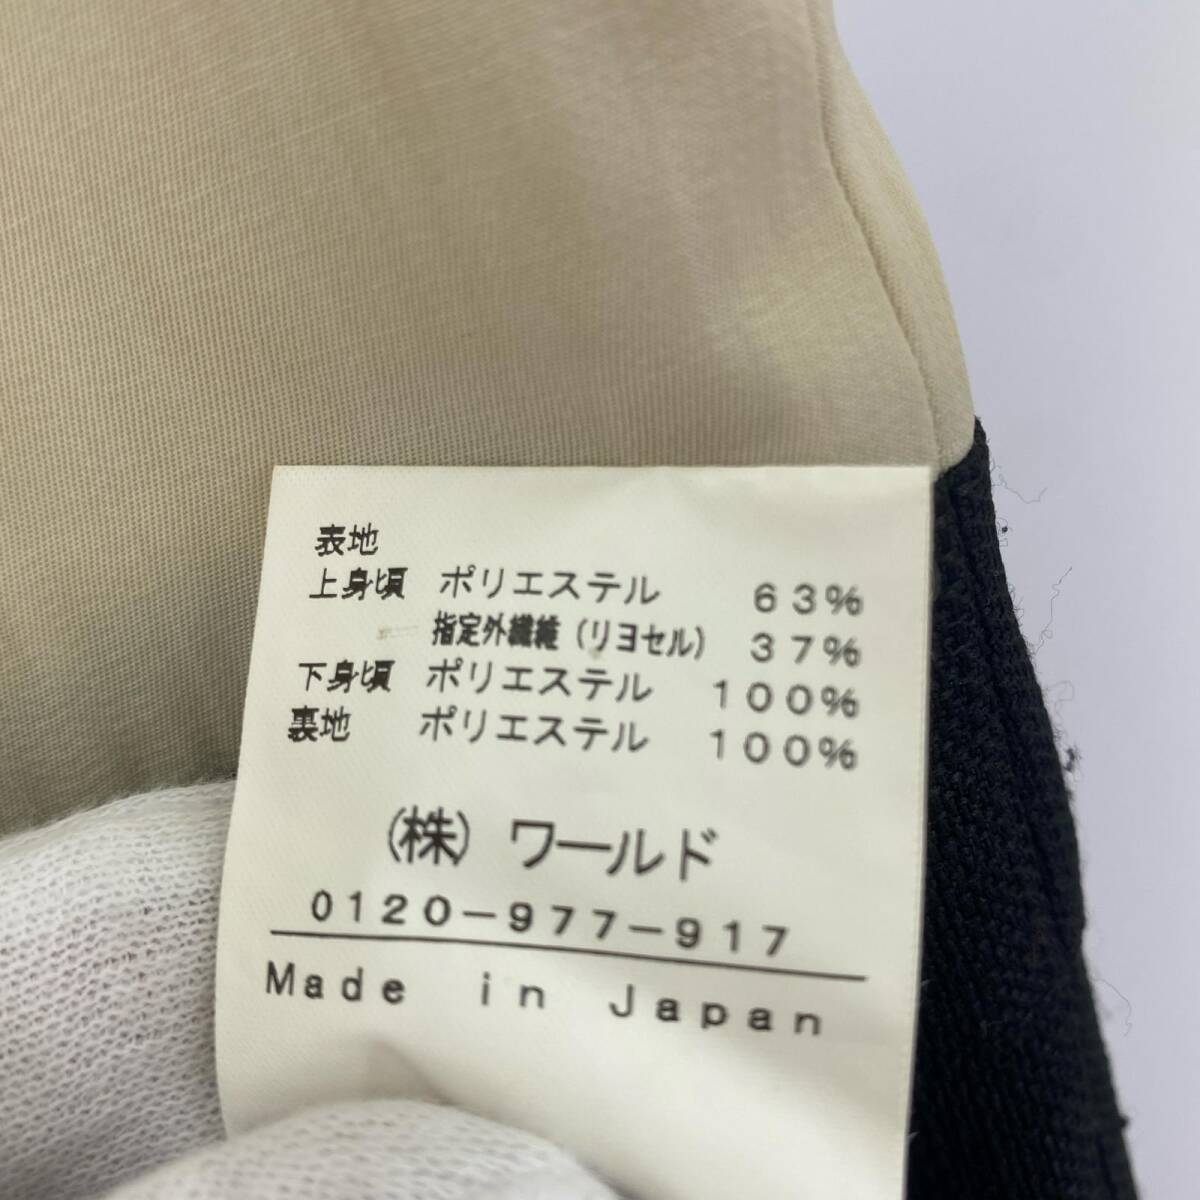 表地
上身頃 ポリエステル 63%
指定外繊維(リヨセル) 37%
下身頃 ポリエステル 100%
裏地 ポリエステル 100%
(株)ワールド
0120-977-917
Made in Japan